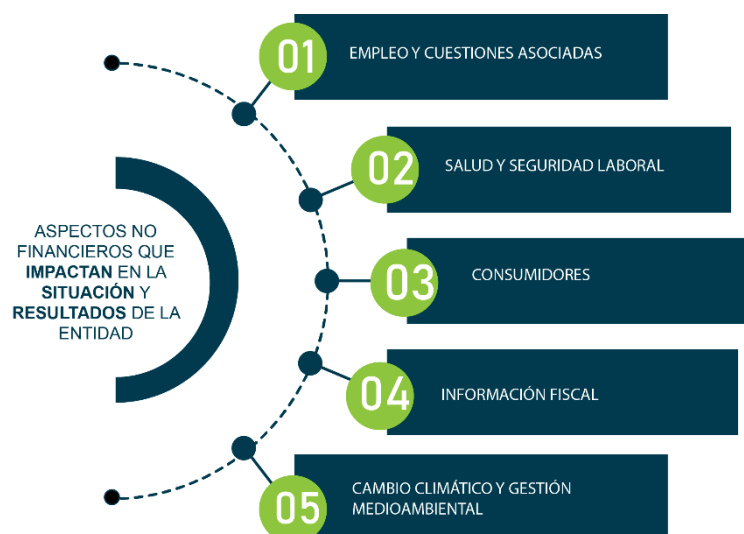 ASPECTOS NO
FINANCIEROS QUE
IMPACTAN EN LA
SITUACIÓN Y
RESULTADOS DE LA
ENTIDAD
01
EMPLEO Y CUESTIONES ASOCIADAS
02
SALUD Y SEGURIDAD LABORAL
03
CONSUMIDORES
04
INFORMACIÓN FISCAL
05
CAMBIO CLIMÁTICO Y GESTIÓN
MEDIOAMBIENTAL